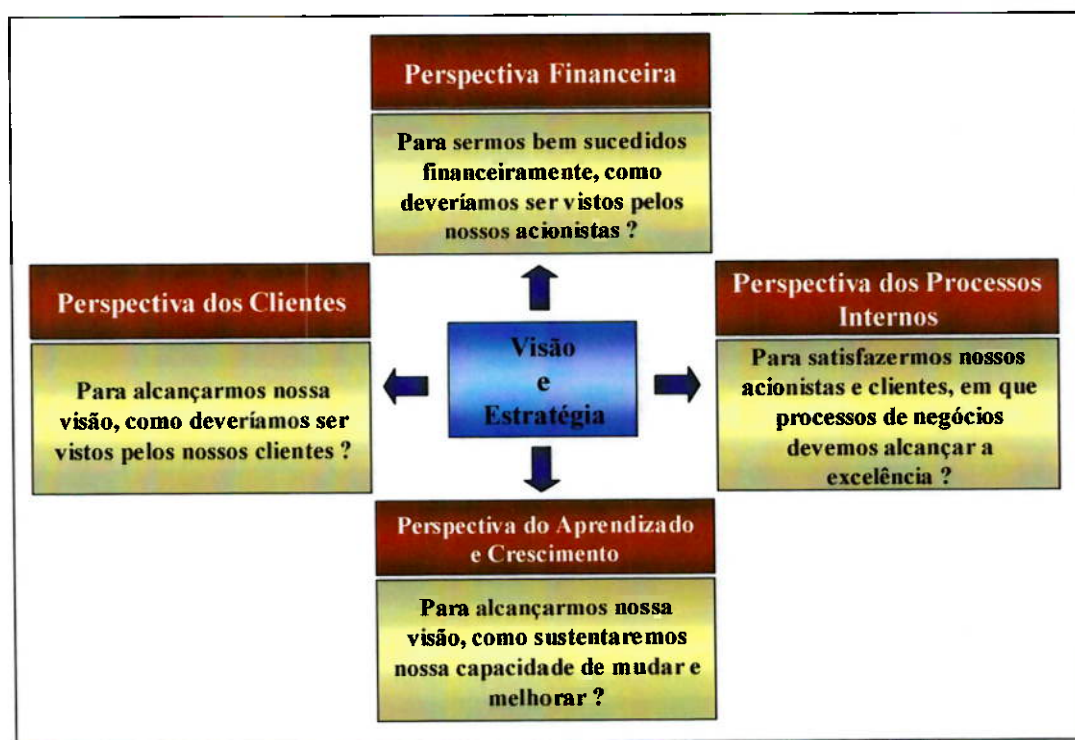 Perspectiva Financeira
Para sermos bem sucedidos
financeiramente, como
deveríamos ser vistos pelos
nossos acionistas ?
Perspectiva dos Clientes
Para alcançarmos nossa
visão, como deveríamos ser
vistos pelos nossos clientes ?
Visão
e
Estratégia
Perspectiva dos Processos
Internos
Para satisfazermos nossos
acionistas e clientes, em que
processos de negócios
devemos alcançar a
excelência ?
Perspectiva do Aprendizado
e Crescimento
Para alcançarmos nossa
visão, como sustentaremos
nossa capacidade de mudar e
melhorar ?